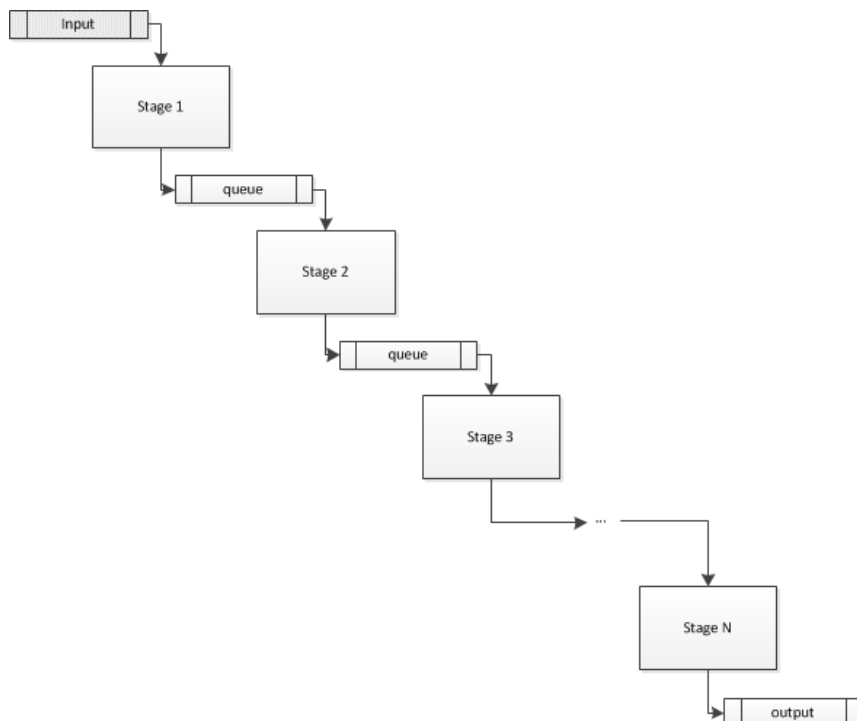 Input
Stage 1
queue
Stage 2
queue
Stage 3
...
Stage N
output